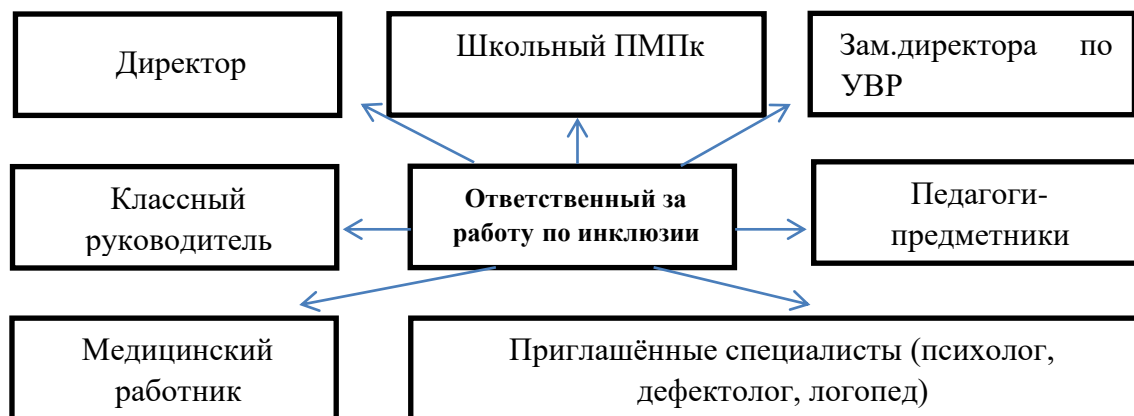 Директор
Школьный ПМПк
Зам.директора по
УВР
Классный
руководитель
Ответственный за
работу по инклюзии
Педагоги-
предметники
Медицинский
работник
Приглашённые специалисты (психолог,
дефектолог, логопед)